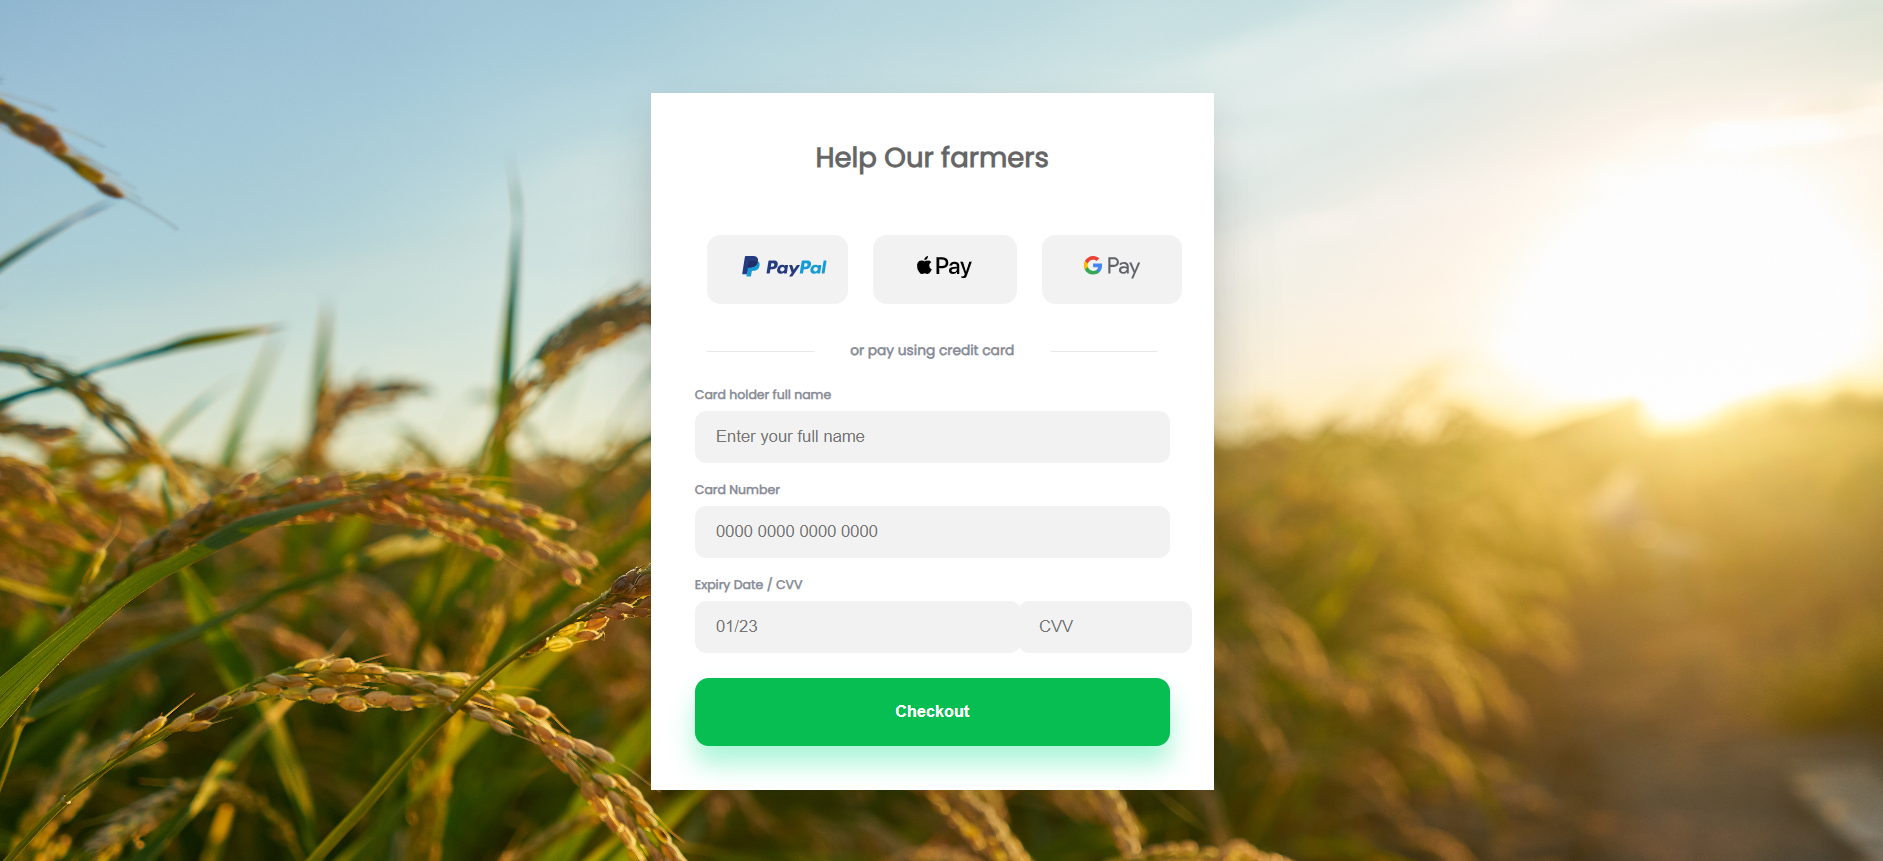 Help Our farmers
PayPal Pay G Pay
or pay using credit card
Card holder full name
Enter your full name
Card Number
0000 0000 0000 0000
Expiry Date / CVV
01/23 CVV
Checkout